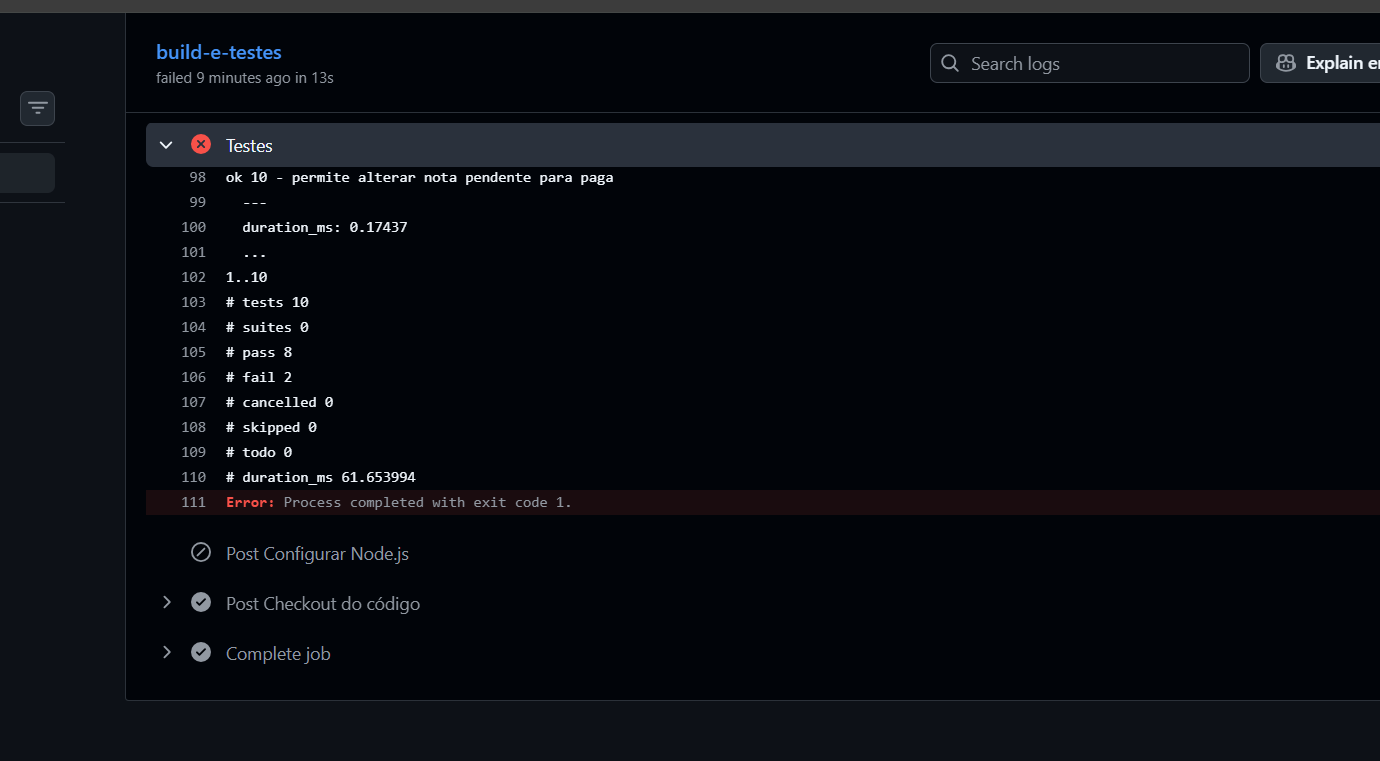 build-e-testes
failed 9 minutes ago in 13s
Search logs
Explain
Testes
98 ok 10 - permite alterar nota pendente para paga
99 ---
100 duration_ms: 0.17437
101 ...
102 1..10
103 # tests 10
104 # suites 0
105 # pass 8
106 # fail 2
107 # cancelled 0
108 # skipped 0
109 # todo 0
110 # duration_ms 61.653994
111 Error: Process completed with exit code 1.
Post Configurar Node.js
Post Checkout do código
Complete job